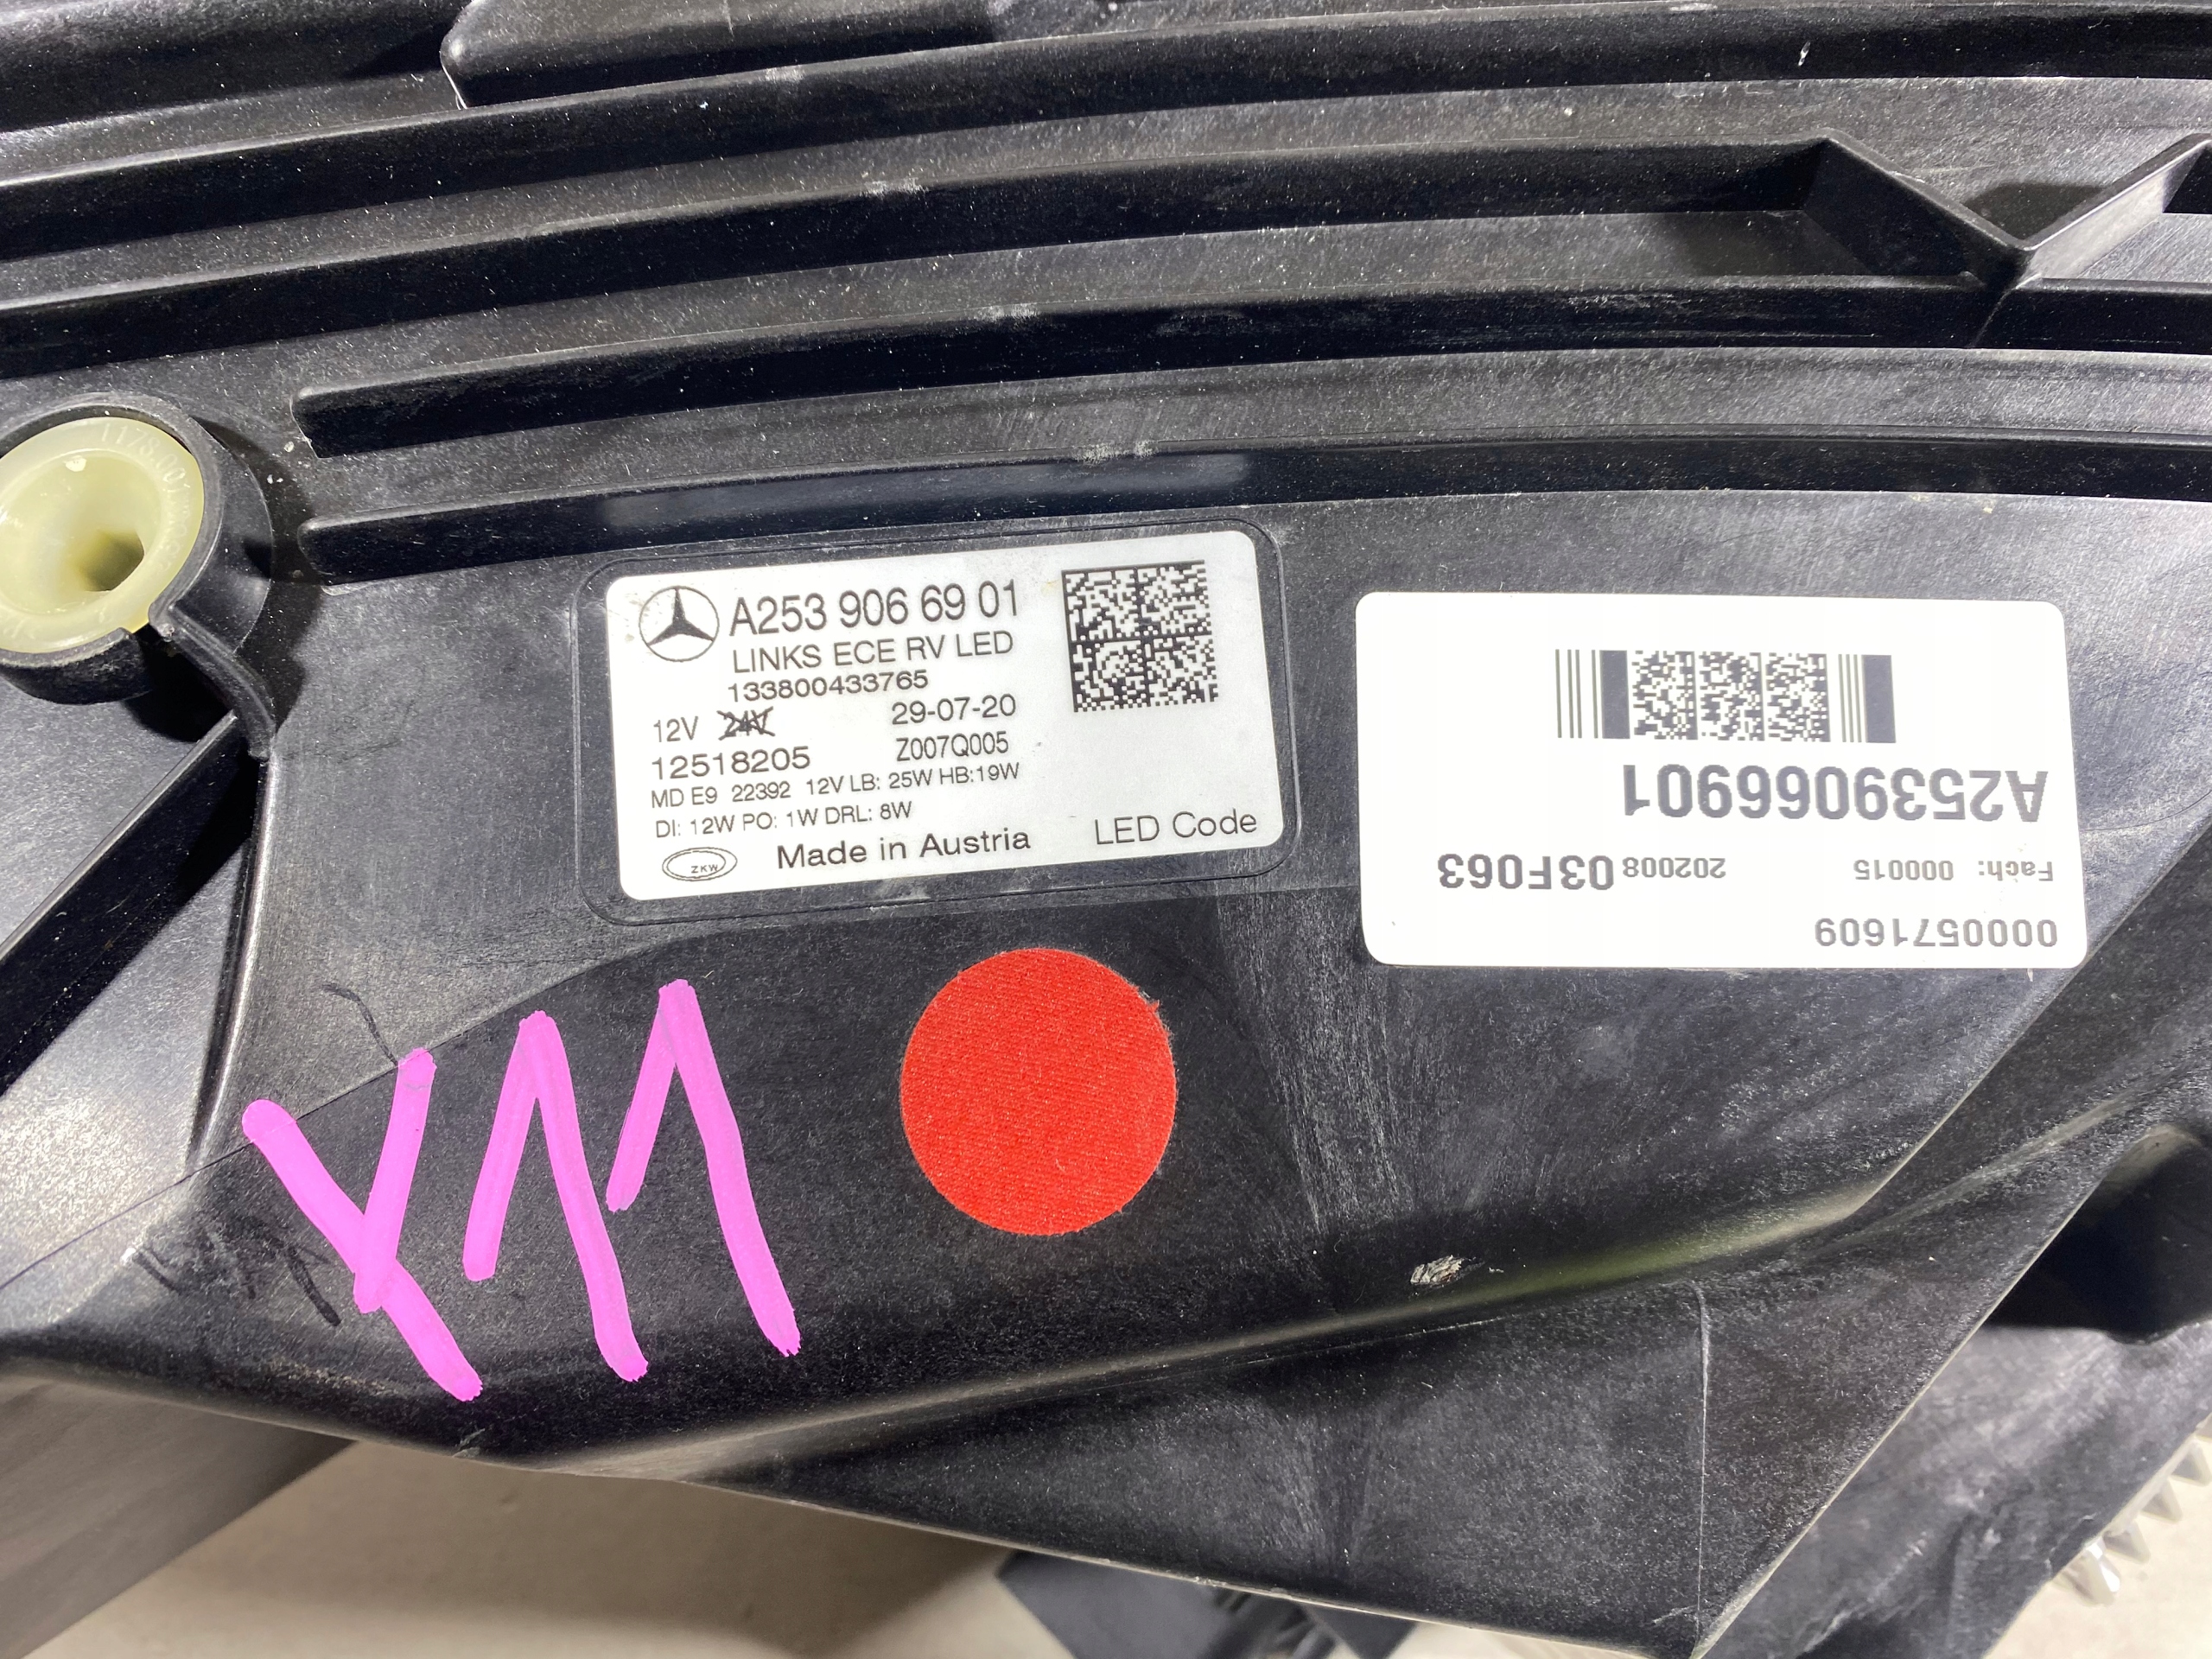 A253 906 69 01
LINKS ECE RV LED
133800433765
12V 24V 29-07-20
12518205 Z007Q005
MD E9 22392 12V LB: 25W HB:19W
DI: 12W PO: 1W DRL: 8W
ZKW Made in Austria LED Code
0000571609
Fach: 000015 202008 03F063
A2539066901
Y11